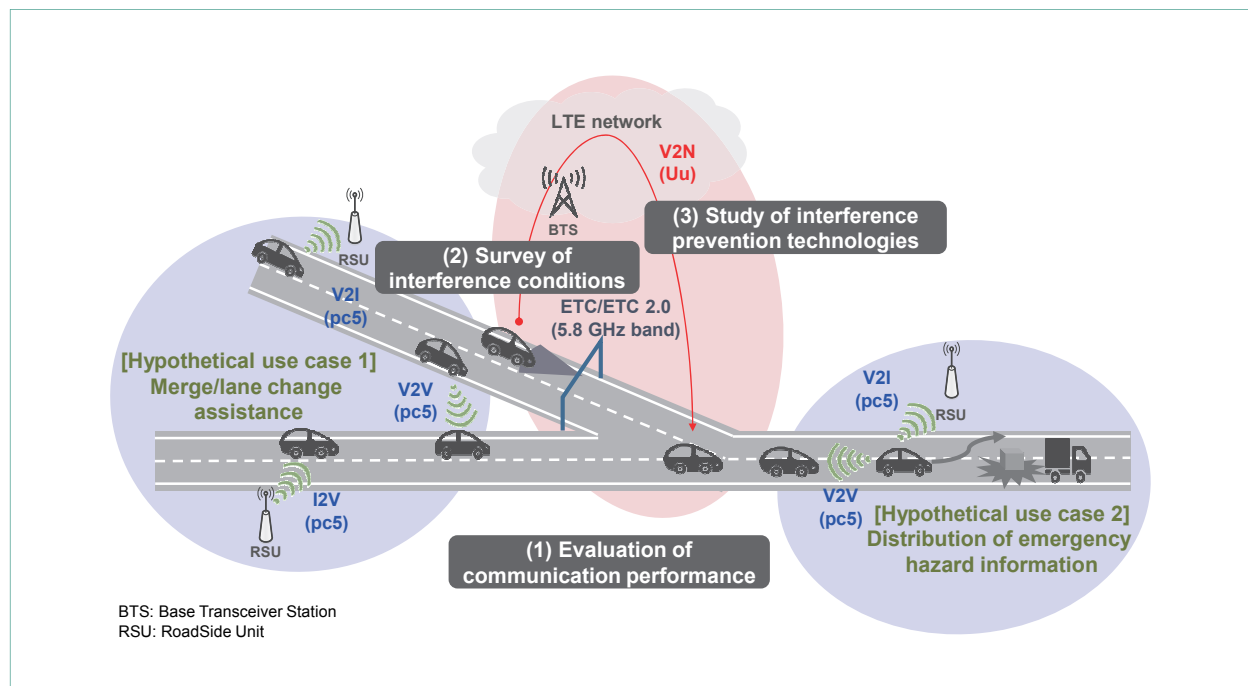 LTE network
V2N
(Uu)
BTS
(3) Study of interference
prevention technologies
(2) Survey of
interference conditions
RSU
V2I
(pc5)
ETC/ETC 2.0
(5.8 GHz band)
[Hypothetical use case 1]
Merge/lane change
assistance
V2V
(pc5)
V2I
(pc5)
RSU
I2V
(pc5)
RSU
V2V
(pc5)
[Hypothetical use case 2]
Distribution of emergency
hazard information
(1) Evaluation of
communication performance
BTS: Base Transceiver Station
RSU: RoadSide Unit